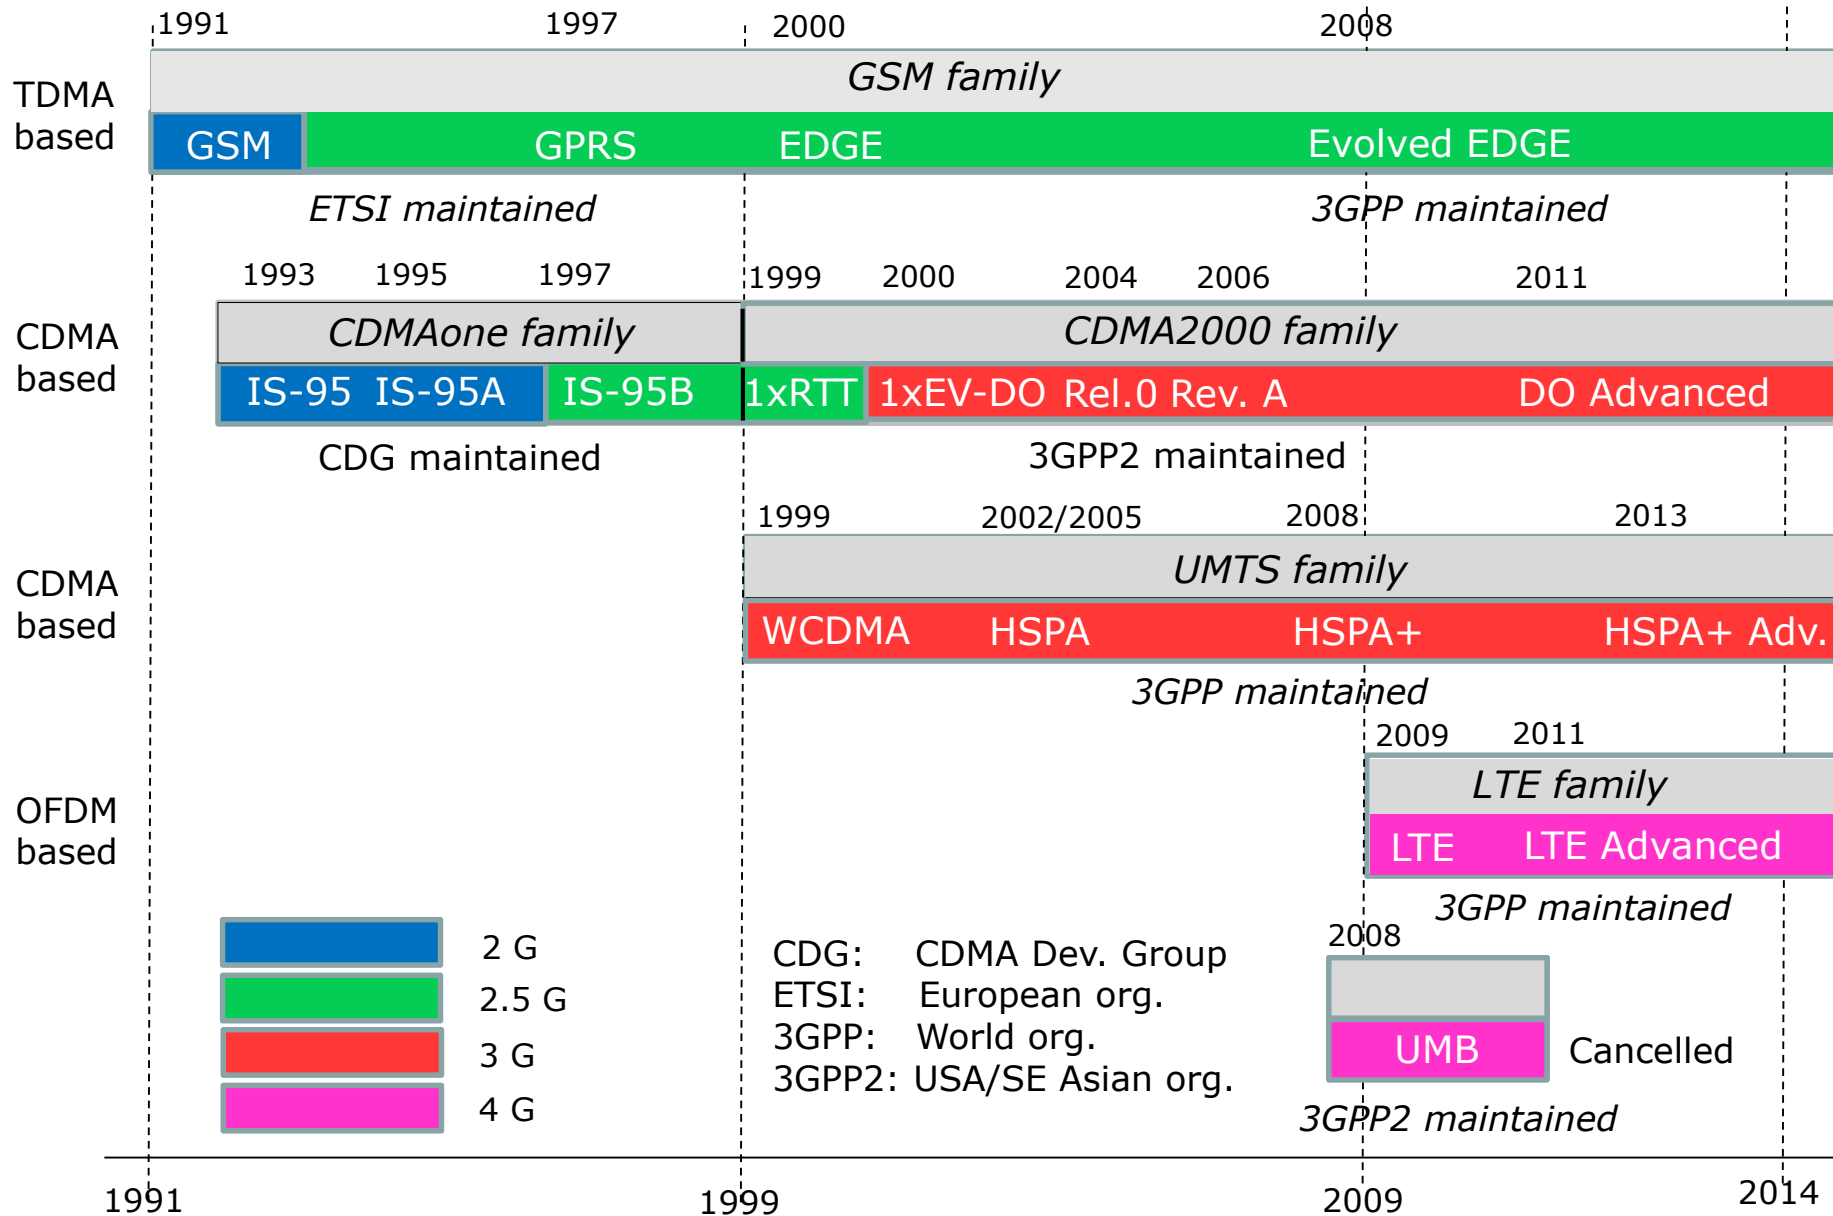 1991 1997 2000 2008
GSM family
TDMA
based
GSM GPRS EDGE Evolved EDGE
ETSI maintained 3GPP maintained
1993 1995 1997 1999 2000 2004 2006 2011
CDMAone family CDMA2000 family
CDMA
based
IS-95 IS-95A IS-95B 1xRTT 1xEV-DO Rel.0 Rev. A DO Advanced
CDG maintained 3GPP2 maintained
1999 2002/2005 2008 2013
UMTS family
CDMA
based
WCDMA HSPA HSPA+ HSPA+ Adv.
3GPP maintained
2009 2011
LTE family
OFDM
based
LTE LTE Advanced
3GPP maintained
2 G
2.5 G
3 G
4 G
CDG: CDMA Dev. Group
ETSI: European org.
3GPP: World org.
3GPP2: USA/SE Asian org.
2008
UMB Cancelled
3GPP2 maintained
1991 1999 2009 2014